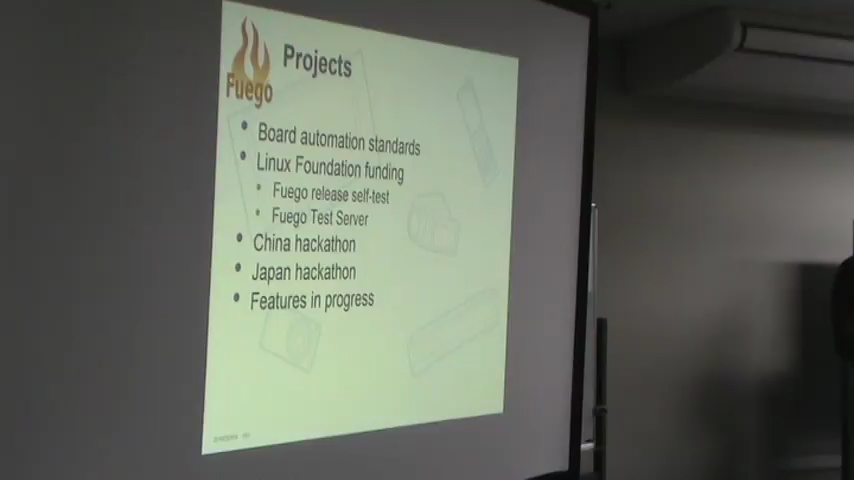 Fuego
Projects
Board automation standards
Linux Foundation funding
Fuego release self-test
Fuego Test Server
China hackathon
Japan hackathon
Features in progress